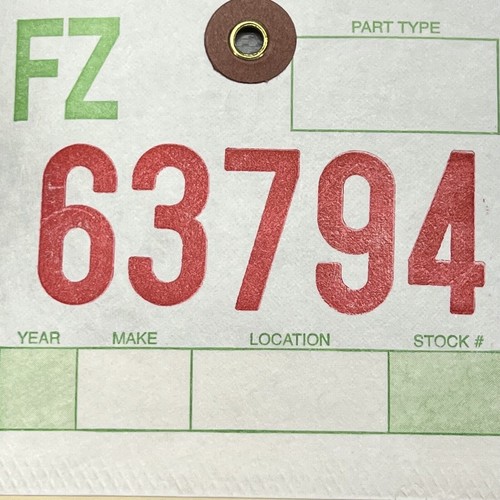 FZ
PART TYPE
63794
YEAR MAKE LOCATION STOCK #